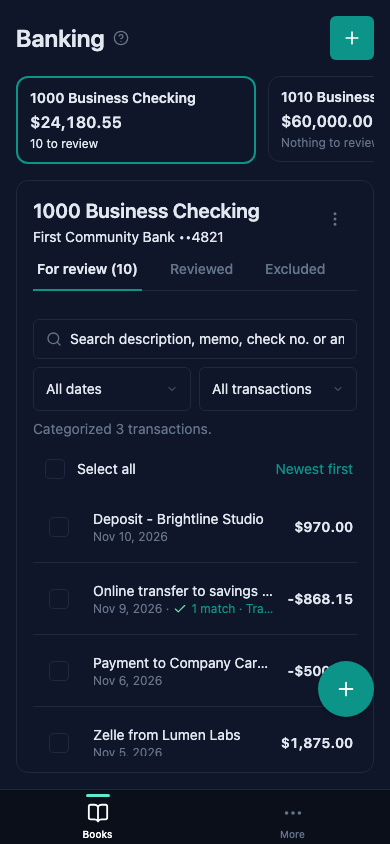 Banking
1000 Business Checking
$24,180.55
10 to review
1010 Business
$60,000.00
Nothing to review
1000 Business Checking
First Community Bank ••4821
For review (10)
Reviewed
Excluded
Search description, memo, check no. or am
All dates
All transactions
Categorized 3 transactions.
Select all
Newest first
Deposit - Brightline Studio
$970.00
Nov 10, 2026
Online transfer to savings ...
-$868.15
Nov 9, 2026 · ✓ 1 match · Tra...
Payment to Company Car...
-$500
Nov 6, 2026
Zelle from Lumen Labs
$1,875.00
Nov 5, 2026
Books
More